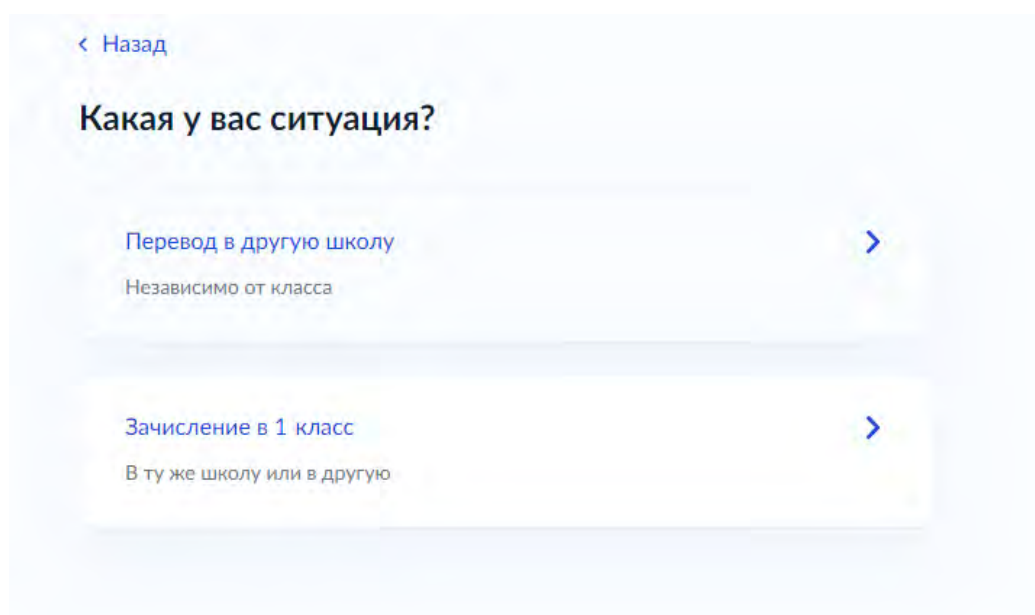 Назад
Какая у вас ситуация?
Перевод в другую школу
Независимо от класса
Зачисление в 1 класс
В ту же школу или в другую